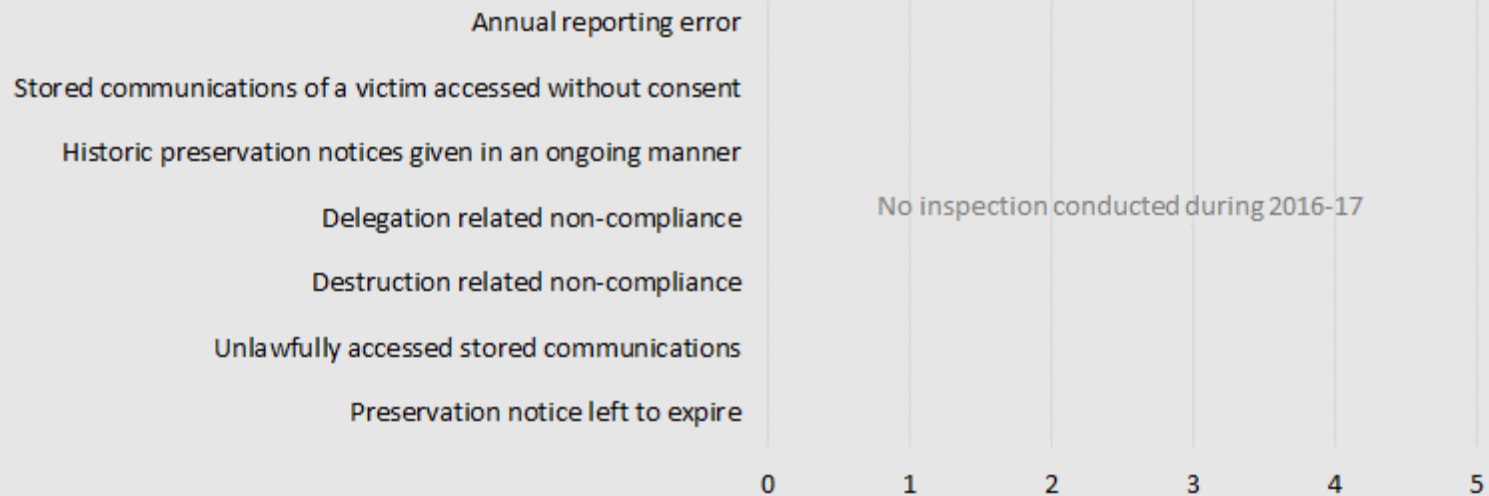 Annual reporting error
Stored communications of a victim accessed without consent
Historic preservation notices given in an ongoing manner
Delegation related non-compliance
No inspection conducted during 2016-17
Destruction related non-compliance
Unlawfully accessed stored communications
Preservation notice left to expire
0 1 2 3 4 5